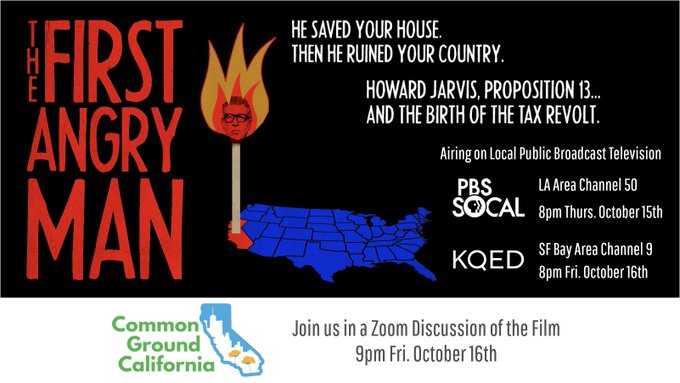 THE FIRST
ANGRY
MAN
HE SAVED YOUR HOUSE.
THEN HE RUINED YOUR COUNTRY.
HOWARD JARVIS, PROPOSITION 13...
AND THE BIRTH OF THE TAX REVOLT.
Airing on Local Public Broadcast Television
PBS
SOCAL
LA Area Channel 50
8pm Thurs. October 15th
KQED
SF Bay Area Channel 9
8pm Fri. October 16th
Common
Ground
California
Join us in a Zoom Discussion of the Film
9pm Fri. October 16th